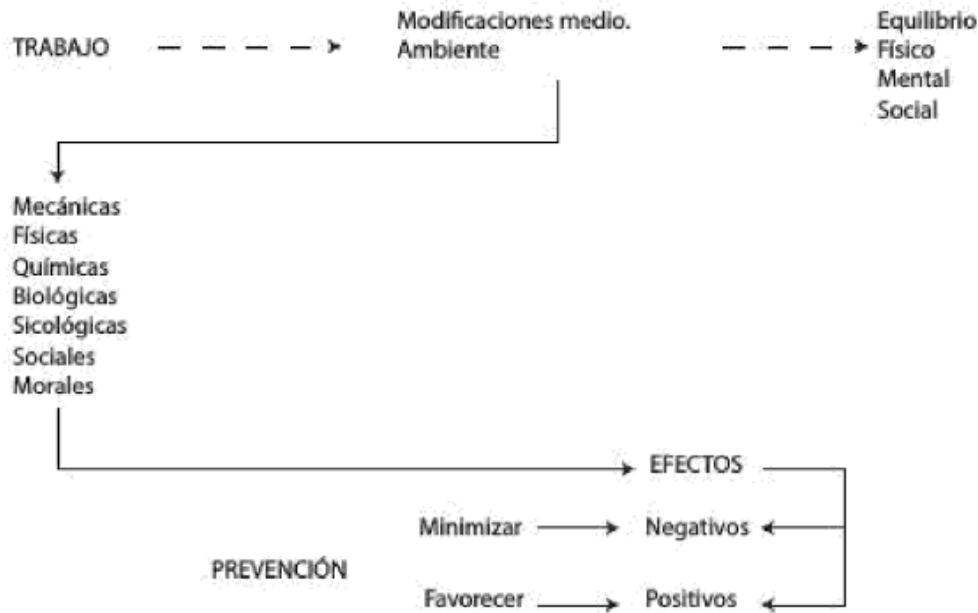 TRABAJO
Modificaciones medio.
Ambiente
Equilibrio
Físico
Mental
Social
Mecánicas
Físicas
Químicas
Biológicas
Sicológicas
Sociales
Morales
EFECTOS
Minimizar
Negativos
PREVENCIÓN
Favorecer
Positivos